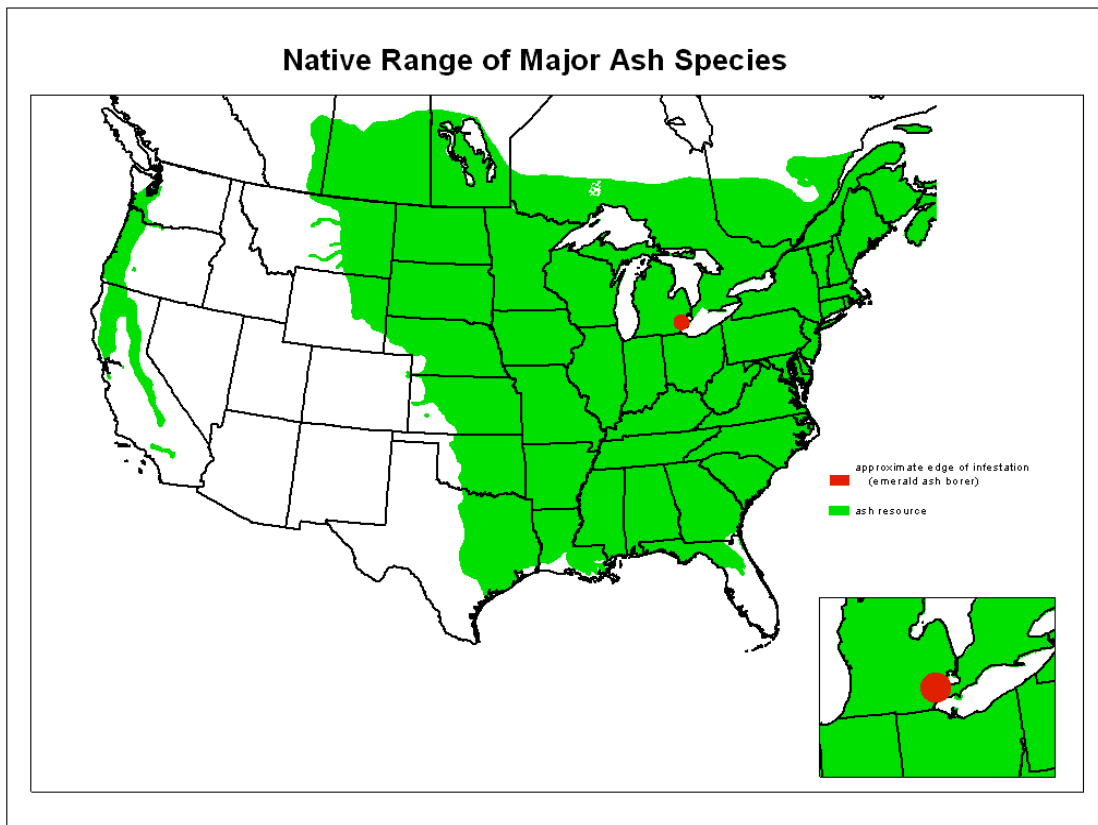 Native Range of Major Ash Species
approximate edge of infestation
(emerald ash borer)
ash resource